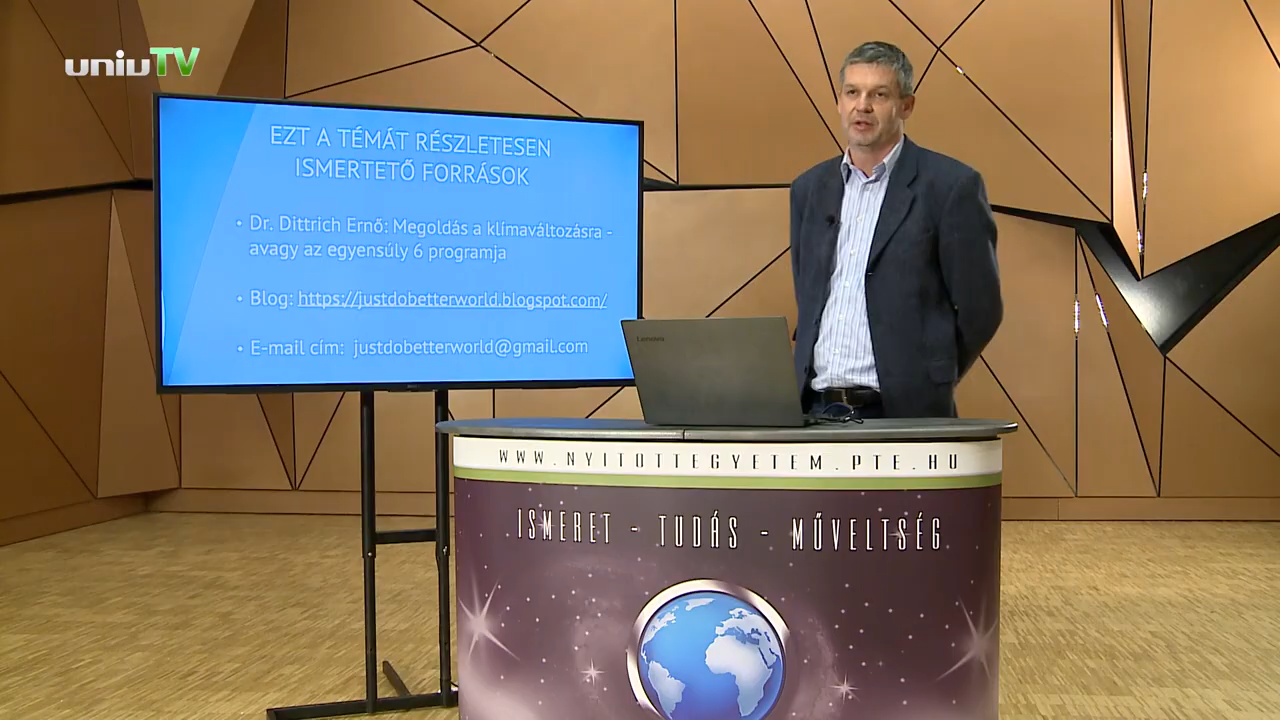 uniuTV
EZT A TÉMÁT RÉSZLETESEN
ISMERTETŐ FORRÁSOK
• Dr. Dittrich Ernő: Megoldás a klímaváltozásra -
avagy az egyensúly 6 programja
• Blog: https://justdobetterworld.blogspot.com/
• E-mail cím: justdobetterworld@gmail.com
Lenovo
WWW.NYITOTTEGYETEM.PTE.HU
ISMERET - TUDÁS - MŰVELTSÉG